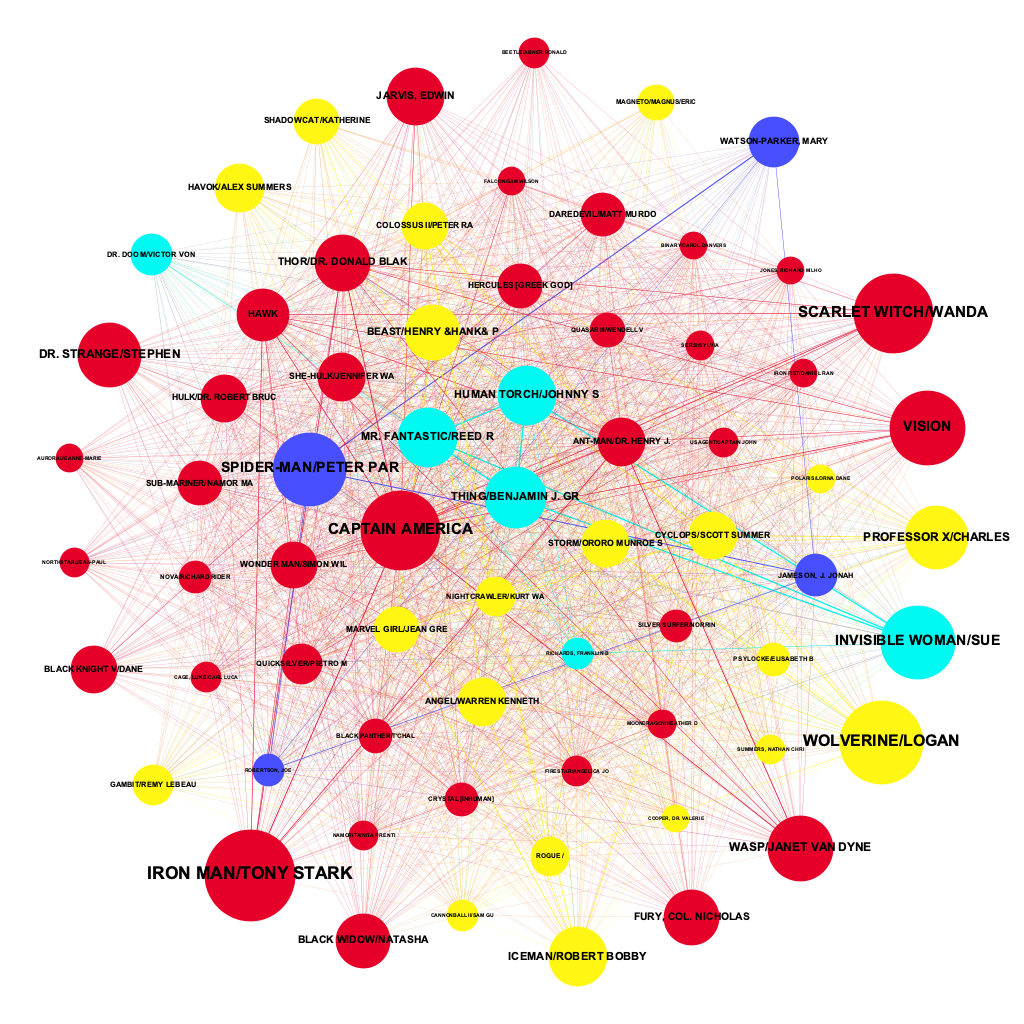 BEETLE/ABNER RONALD
JARVIS, EDWIN
MAGNETO/MAGNUS/ERIC
SHADOWCAT/KATHERINE
WATSON-PARKER, MARY
FALCON/SAM WILSON
HAVOK/ALEX SUMMERS
DAREDEVIL/MATT MURDO
COLOSSUS II/PETER RA
BINARY/CAROL DANVERS
DR. DOOM/VICTOR VON
THOR/DR. DONALD BLAK
JONES, RICHARD MILHO
HERCULES [GREEK GOD]
SCARLET WITCH/WANDA
HAWK
BEAST/HENRY &HANK& P
QUASAR III/WENDELL V
SERSI/SYLVIA
DR. STRANGE/STEPHEN
IRON FIST/DANIEL RAN
SHE-HULK/JENNIFER WA
HUMAN TORCH/JOHNNY S
HULK/DR. ROBERT BRUC
VISION
MR. FANTASTIC/REED R
ANT-MAN/DR. HENRY J.
USAGENT/CAPTAIN JOHN
AURORA/JEANNE-MARIE
SPIDER-MAN/PETER PAR
POLARIS/LORNA DANE
SUB-MARINER/NAMOR MA
THING/BENJAMIN J. GR
CAPTAIN AMERICA
CYCLOPS/SCOTT SUMMER
PROFESSOR X/CHARLES
STORM/ORORO MUNROE S
NORTHSTAR/JEAN-PAUL
WONDER MAN/SIMON WIL
NOVA/RICHARD RIDER
JAMESON, J. JONAH
NIGHTCRAWLER/KURT WA
SILVER SURFER/NORRIN
MARVEL GIRL/JEAN GRE
INVISIBLE WOMAN/SUE
RICHARDS, FRANKLIN B
PSYLOCKE/ELISABETH B
QUICKSILVER/PIETRO M
BLACK KNIGHT V/DANE
CAGE, LUKE/CARL LUCA
ANGEL/WARREN KENNETH
MOONDRAGON/HEATHER D
BLACK PANTHER/T'CHAL
WOLVERINE/LOGAN
SUMMERS, NATHAN CHRI
ROBERTSON, JOE
FIRESTAR/ANGELICA JO
GAMBIT/REMY LEBEAU
CRYSTAL [INHUMAN]
COOPER, DR. VALERIE
NAMORITA/NITA PRENTI
WASP/JANET VAN DYNE
ROGUE /
IRON MAN/TONY STARK
CANNONBALL II/SAM GU
FURY, COL. NICHOLAS
BLACK WIDOW/NATASHA
ICEMAN/ROBERT BOBBY